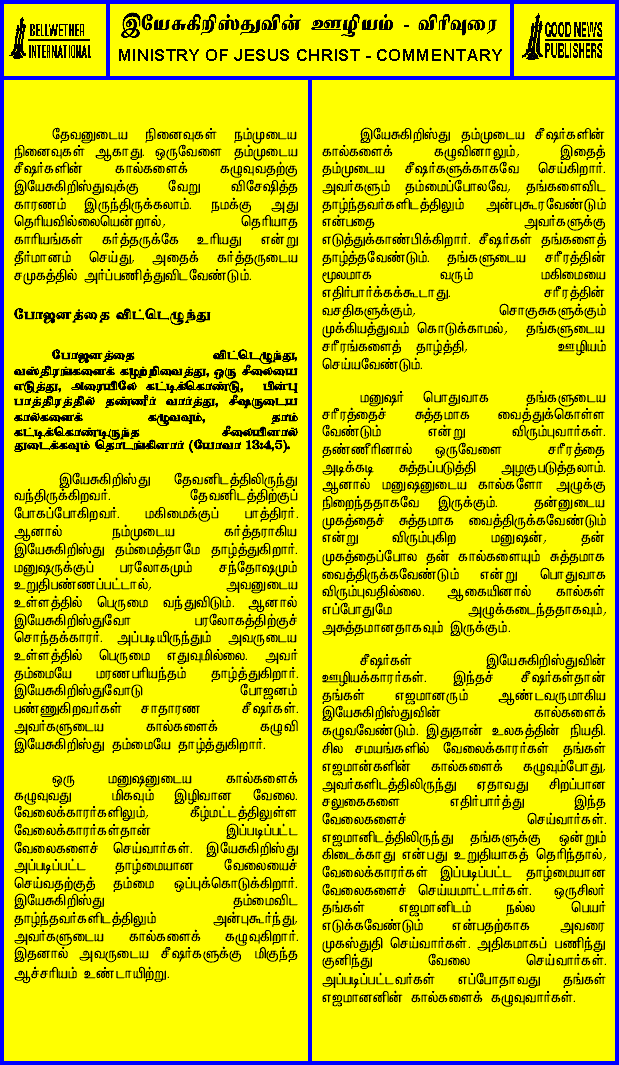 BELLWETHER
INTERNATIONAL
இயேசுகிறிஸ்துவின் ஊழியம் - விரிவுரை
MINISTRY OF JESUS CHRIST - COMMENTARY
GOOD NEWS
PUBLISHERS
தேவனுடைய நினைவுகள் நம்முடைய
நினைவுகள் ஆகாது. ஒருவேளை தம்முடைய
சீஷர்களின் கால்களைக் கழுவுவதற்கு
இயேசுகிறிஸ்துவுக்கு வேறு விசேஷித்த
காரணம் இருந்திருக்கலாம். நமக்கு அது
தெரியவில்லையென்றால், தெரியாத
காரியங்கள் கர்த்தருக்கே உரியது என்று
தீர்மானம் செய்து, அதைக் கர்த்தருடைய
சமுகத்தில் அர்ப்பணித்துவிடவேண்டும்.
போஜனத்தை விட்டெழுந்து
போஜனத்தை விட்டெழுந்து,
வஸ்திரங்களைக் கழற்றிவைத்து, ஒரு சீலையை
எடுத்து, அரையிலே கட்டிக்கொண்டு, பின்பு
பாத்திரத்தில் தண்ணீர் வார்த்து, சீஷருடைய
கால்களைக் கழுவவும், தாம்
கட்டிக்கொண்டிருந்த சீலையினால்
துடைக்கவும் தொடங்கினார் (யோவா 13:4,5).
இயேசுகிறிஸ்து தேவனிடத்திலிருந்து
வந்திருக்கிறவர். தேவனிடத்திற்குப்
போகப்போகிறவர். மகிமைக்குப் பாத்திரர்.
ஆனால் நம்முடைய கர்த்தராகிய
இயேசுகிறிஸ்து தம்மைத்தாமே தாழ்த்துகிறார்.
மனுஷருக்குப் பரலோகமும் சந்தோஷமும்
உறுதிபண்ணப்பட்டால், அவனுடைய
உள்ளத்தில் பெருமை வந்துவிடும். ஆனால்
இயேசுகிறிஸ்துவோ பரலோகத்திற்குச்
சொந்தக்காரர். அப்படியிருந்தும் அவருடைய
உள்ளத்தில் பெருமை எதுவுமில்லை. அவர்
தம்மையே மரணபரியந்தம் தாழ்த்துகிறார்.
இயேசுகிறிஸ்துவோடு போஜனம்
பண்ணுகிறவர்கள் சாதாரண சீஷர்கள்.
அவர்களுடைய கால்களைக் கழுவி
இயேசுகிறிஸ்து தம்மையே தாழ்த்துகிறார்.
ஒரு மனுஷனுடைய கால்களைக்
கழுவுவது மிகவும் இழிவான வேலை.
வேலைக்காரர்களிலும், கீழ்மட்டத்திலுள்ள
வேலைக்காரர்கள்தான் இப்படிப்பட்ட
வேலைகளைச் செய்வார்கள். இயேசுகிறிஸ்து
அப்படிப்பட்ட தாழ்மையான வேலையைச்
செய்வதற்குத் தம்மை ஒப்புக்கொடுக்கிறார்.
இயேசுகிறிஸ்து தம்மைவிட
தாழ்ந்தவர்களிடத்திலும் அன்புகூர்ந்து,
அவர்களுடைய கால்களைக் கழுவுகிறார்.
இதனால் அவருடைய சீஷர்களுக்கு மிகுந்த
ஆச்சரியம் உண்டாயிற்று.
இயேசுகிறிஸ்து தம்முடைய சீஷர்களின்
கால்களைக் கழுவினாலும், இதைத்
தம்முடைய சீஷர்களுக்காகவே செய்கிறார்.
அவர்களும் தம்மைப்போலவே, தங்களைவிட
தாழ்ந்தவர்களிடத்திலும் அன்புகூரவேண்டும்
என்பதை அவர்களுக்கு
எடுத்துக்காண்பிக்கிறார். சீஷர்கள் தங்களைத்
தாழ்த்தவேண்டும். தங்களுடைய சரீரத்தின்
மூலமாக வரும் மகிமையை
எதிர்பார்க்கக்கூடாது. சரீரத்தின்
வசதிகளுக்கும், சொகுசுகளுக்கும்
முக்கியத்துவம் கொடுக்காமல், தங்களுடைய
சரீரங்களைத் தாழ்த்தி, ஊழியம்
செய்யவேண்டும்.
மனுஷர் பொதுவாக தங்களுடைய
சரீரத்தைச் சுத்தமாக வைத்துக்கொள்ள
வேண்டும் என்று விரும்புவார்கள்.
தண்ணீரினால் ஒருவேளை சரீரத்தை
அடிக்கடி சுத்தப்படுத்தி அழகுபடுத்தலாம்.
ஆனால் மனுஷனுடைய கால்களோ அழுக்கு
நிறைந்ததாகவே இருக்கும். தன்னுடைய
முகத்தைச் சுத்தமாக வைத்திருக்கவேண்டும்
என்று விரும்புகிற மனுஷன், தன்
முகத்தைப்போல தன் கால்களையும் சுத்தமாக
வைத்திருக்கவேண்டும் என்று பொதுவாக
விரும்புவதில்லை. ஆகையினால் கால்கள்
எப்போதுமே அழுக்கடைந்ததாகவும்,
அசுத்தமானதாகவும் இருக்கும்.
சீஷர்கள் இயேசுகிறிஸ்துவின்
ஊழியக்காரர்கள். இந்தச் சீஷர்கள்தான்
தங்கள் எஜமானரும் ஆண்டவருமாகிய
இயேசுகிறிஸ்துவின் கால்களைக்
கழுவவேண்டும். இதுதான் உலகத்தின் நியதி.
சில சமயங்களில் வேலைக்காரர்கள் தங்கள்
எஜமான்களின் கால்களைக் கழுவும்போது,
அவர்களிடத்திலிருந்து ஏதாவது சிறப்பான
சலுகைகளை எதிர்பார்த்து இந்த
வேலைகளைச் செய்வார்கள்.
எஜமானிடத்திலிருந்து தங்களுக்கு ஒன்றும்
கிடைக்காது என்பது உறுதியாகத் தெரிந்தால்,
வேலைக்காரர்கள் இப்படிப்பட்ட தாழ்மையான
வேலைகளைச் செய்யமாட்டார்கள். ஒருசிலர்
தங்கள் எஜமானிடம் நல்ல பெயர்
எடுக்கவேண்டும் என்பதற்காக அவரை
முகஸ்துதி செய்வார்கள். அதிகமாகப் பணிந்து
குனிந்து வேலை செய்வார்கள்.
அப்படிப்பட்டவர்கள் எப்போதாவது தங்கள்
எஜமானனின் கால்களைக் கழுவுவார்கள்.